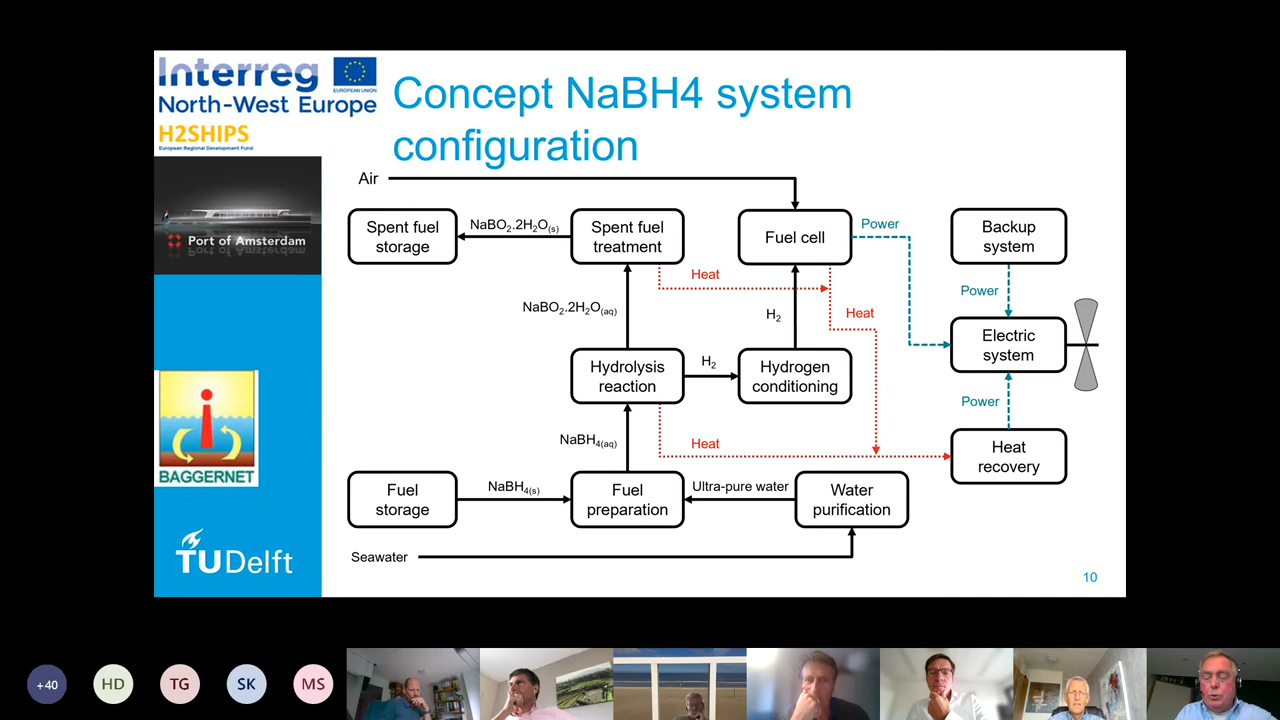 Interreg
EUROPEAN UNION
North-West Europe
H2SHIPS
European Regional Development Fund
Concept NaBH4 system
configuration
Port of Amsterdam
BAGGERNET
TUDelft
Air
Spent fuel
storage
NaBO₂.2H₂O₍s₎
Spent fuel
treatment
Fuel cell
Power
Backup
system
Heat
NaBO₂.2H₂O₍aq₎
H₂
Heat
Power
Electric
system
Hydrolysis
reaction
H₂
Hydrogen
conditioning
Power
NaBH₄₍aq₎
Heat
Heat
recovery
Fuel
storage
NaBH₄₍s₎
Fuel
preparation
Ultra-pure water
Water
purification
Seawater
10
+40
HD
TG
SK
MS